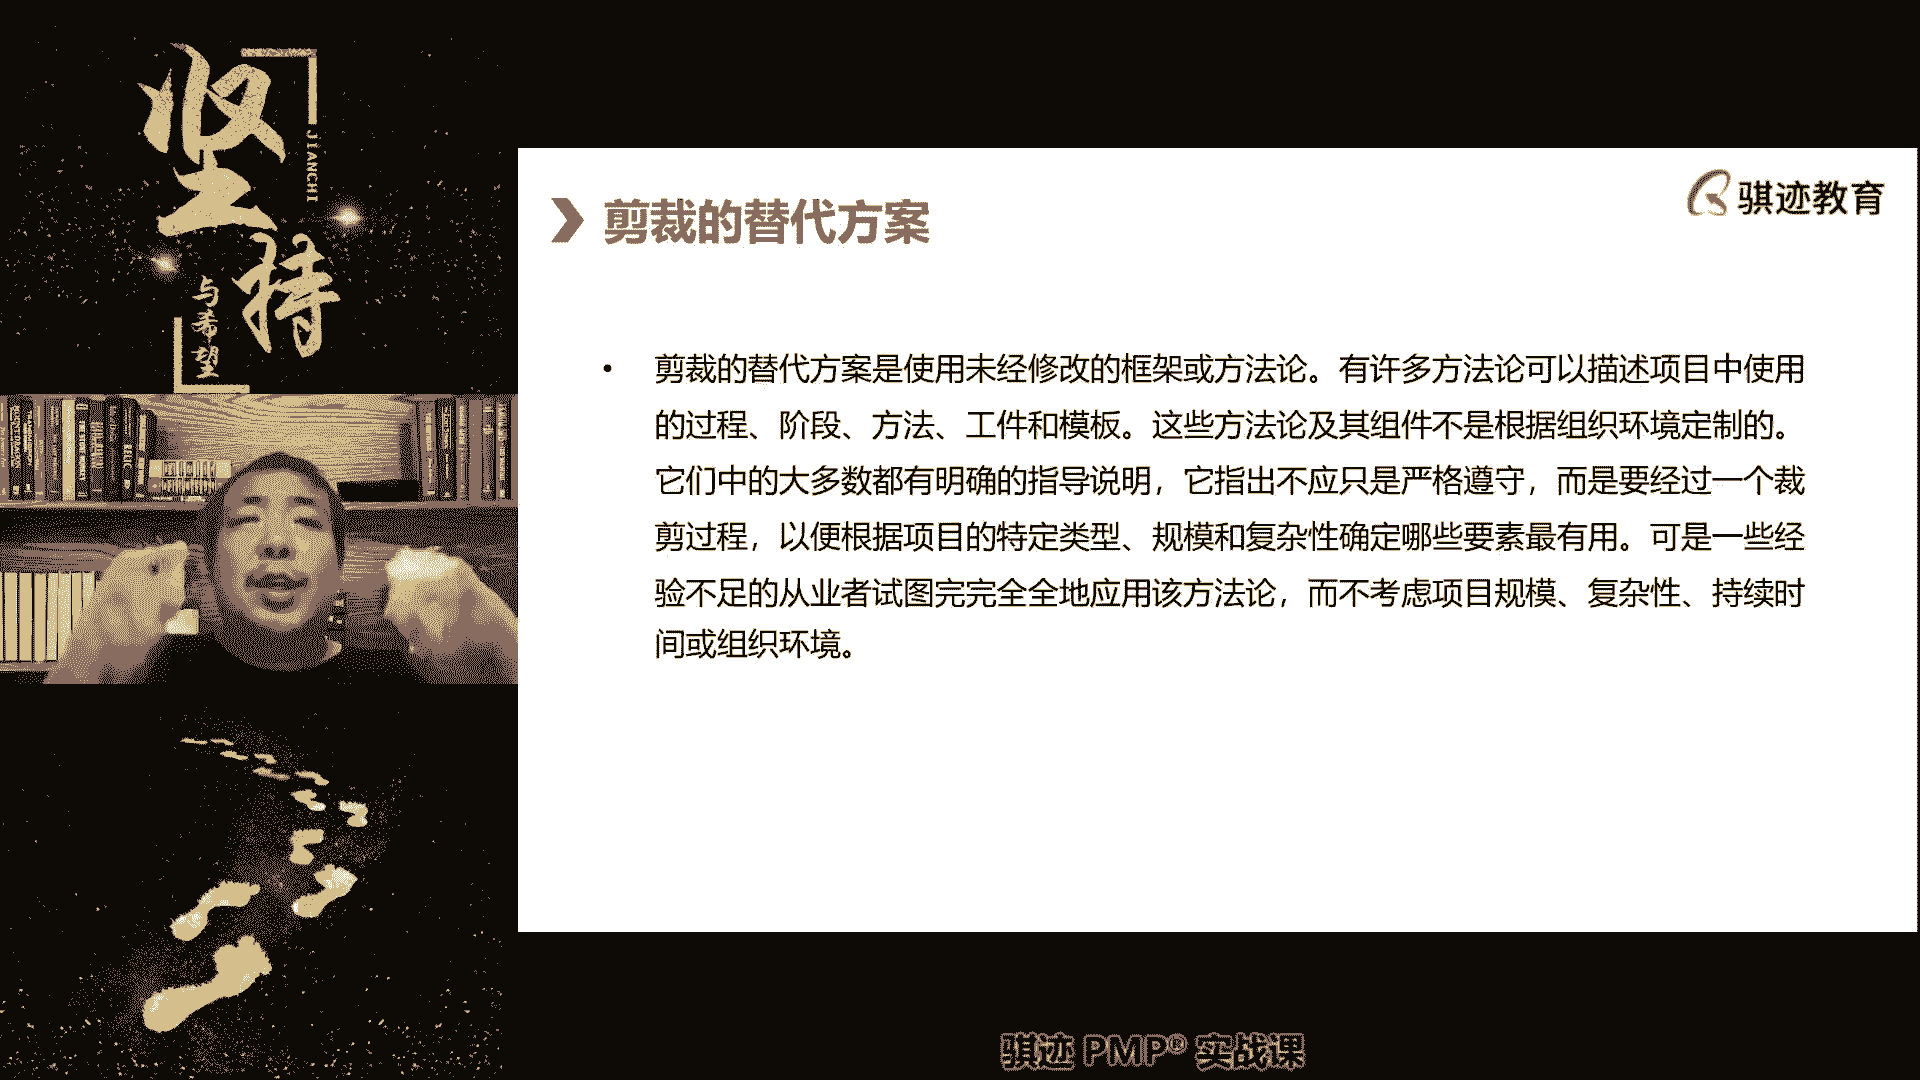 坚持
JIANCHI
与希望
骐迹教育
剪裁的替代方案
• 剪裁的替代方案是使用未经修改的框架或方法论。有许多方法论可以描述项目中使用
的过程、阶段、方法、工件和模板。这些方法论及其组件不是根据组织环境定制的。
它们中的大多数都有明确的指导说明，它指出不应只是严格遵守，而是要经过一个裁
剪过程，以便根据项目的特定类型、规模和复杂性确定哪些要素最有用。可是一些经
验不足的从业者试图完完全全地应用该方法论，而不考虑项目规模、复杂性、持续时
间或组织环境。
骐迹 PMP® 实战课